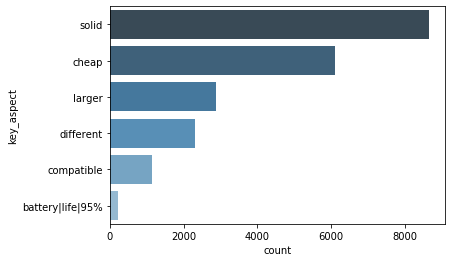 solid
cheap
larger
different
compatible
battery|life|95%
key_aspect
0
2000
4000
6000
8000
count